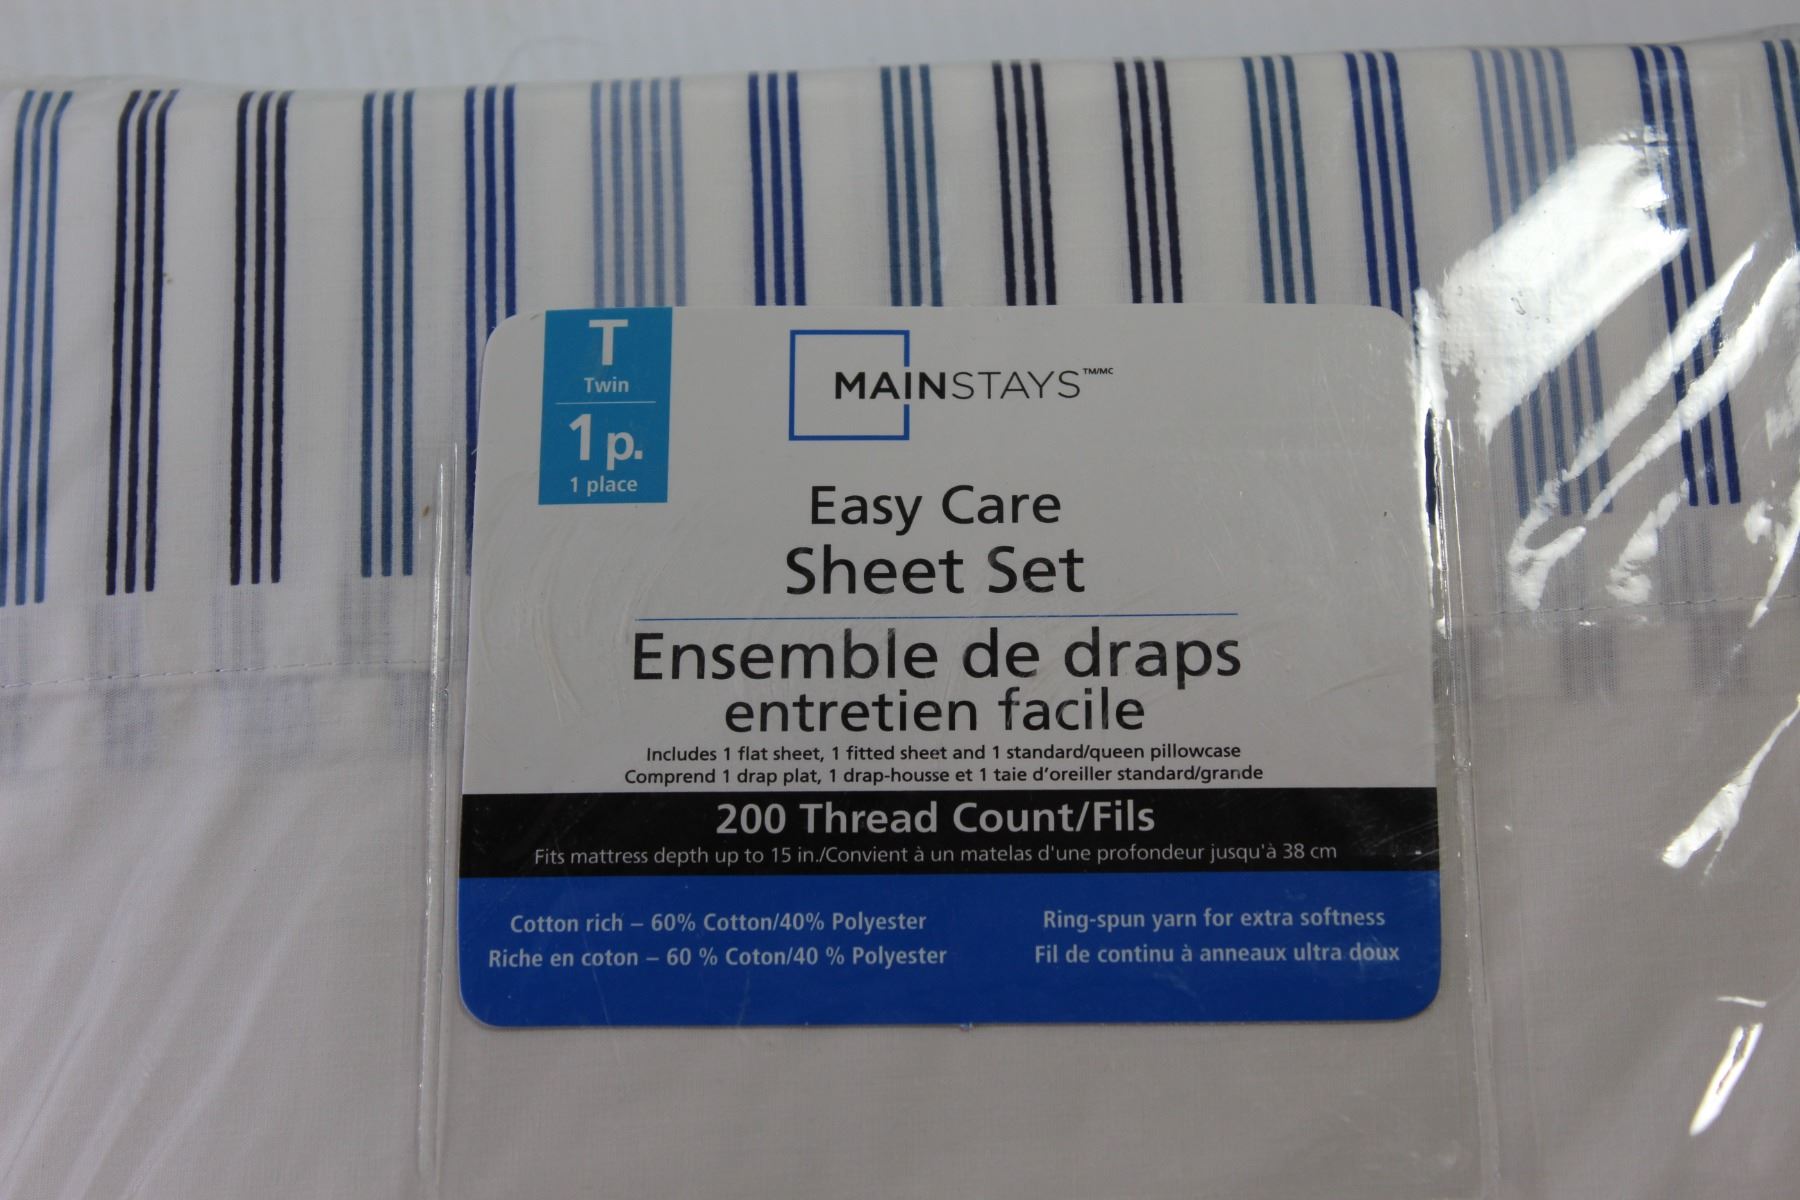 T
Twin
1 p.
1 place
MAINSTAYS™/MC
Easy Care
Sheet Set
Ensemble de draps
entretien facile
Includes 1 flat sheet, 1 fitted sheet and 1 standard/queen pillowcase
Comprend 1 drap plat, 1 drap-housse et 1 taie d'oreiller standard/grande
200 Thread Count/Fils
Fits mattress depth up to 15 in./Convient à un matelas d'une profondeur jusqu'à 38 cm
Cotton rich – 60% Cotton/40% Polyester
Riche en coton – 60 % Coton/40 % Polyester
Ring-spun yarn for extra softness
Fil de continu à anneaux ultra doux